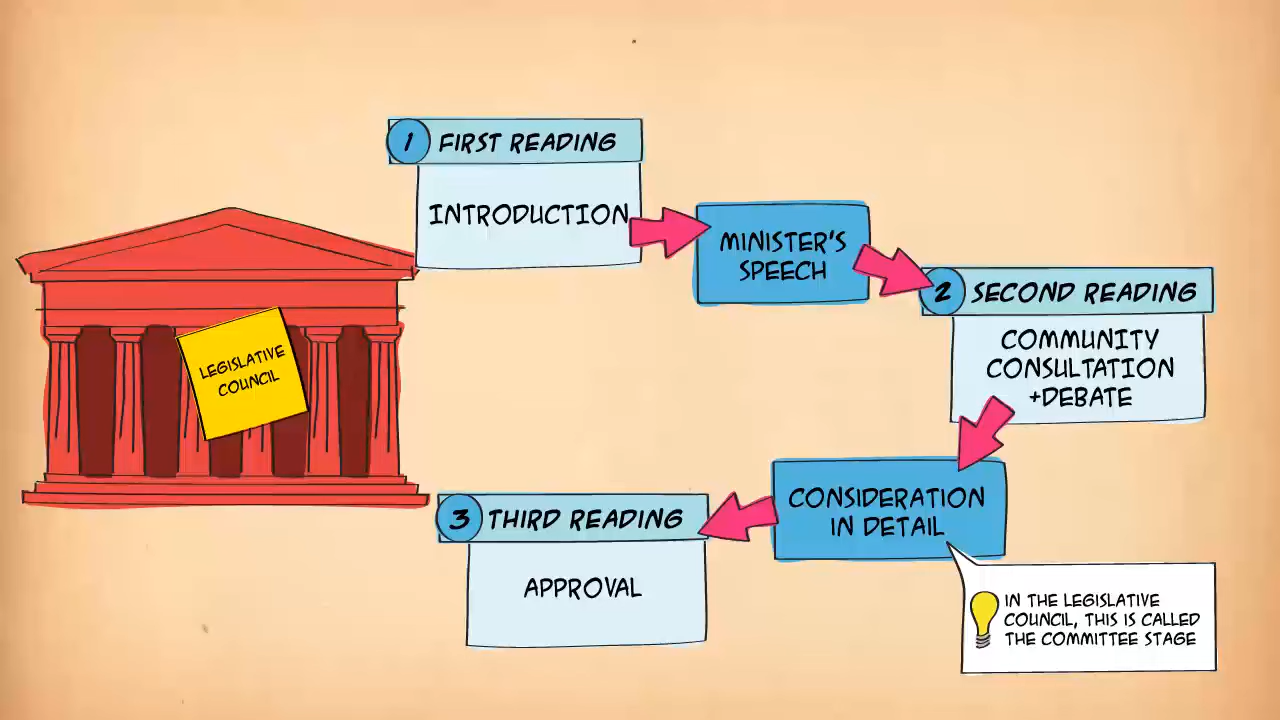 1 FIRST READING
INTRODUCTION
MINISTER'S
SPEECH
2 SECOND READING
COMMUNITY
CONSULTATION
+DEBATE
LEGISLATIVE
COUNCIL
CONSIDERATION
IN DETAIL
3 THIRD READING
APPROVAL
IN THE LEGISLATIVE
COUNCIL, THIS IS CALLED
THE COMMITTEE STAGE